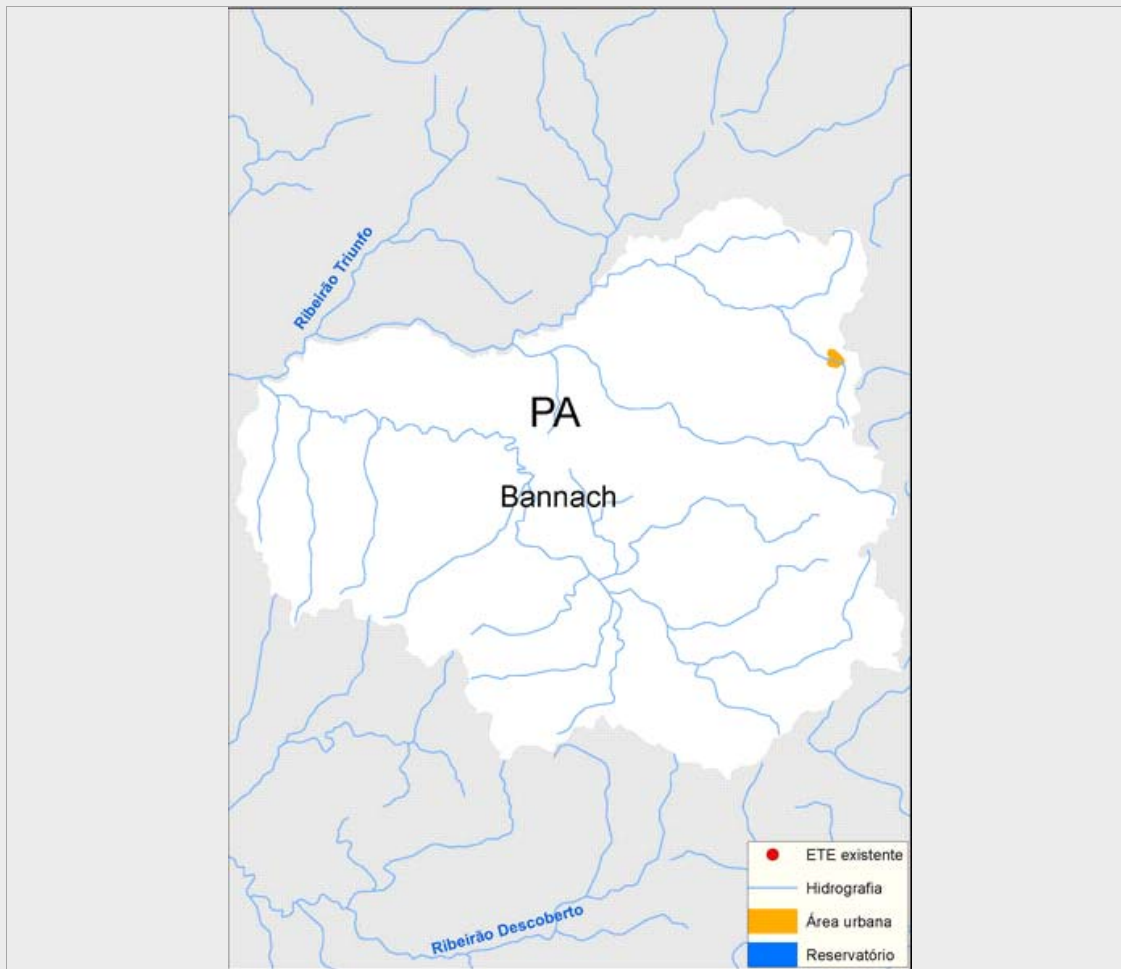 Ribeirão Triunfo
PA
Bannach
ETE existente
Hidrografia
Área urbana
Reservatório
Ribeirão Descoberto